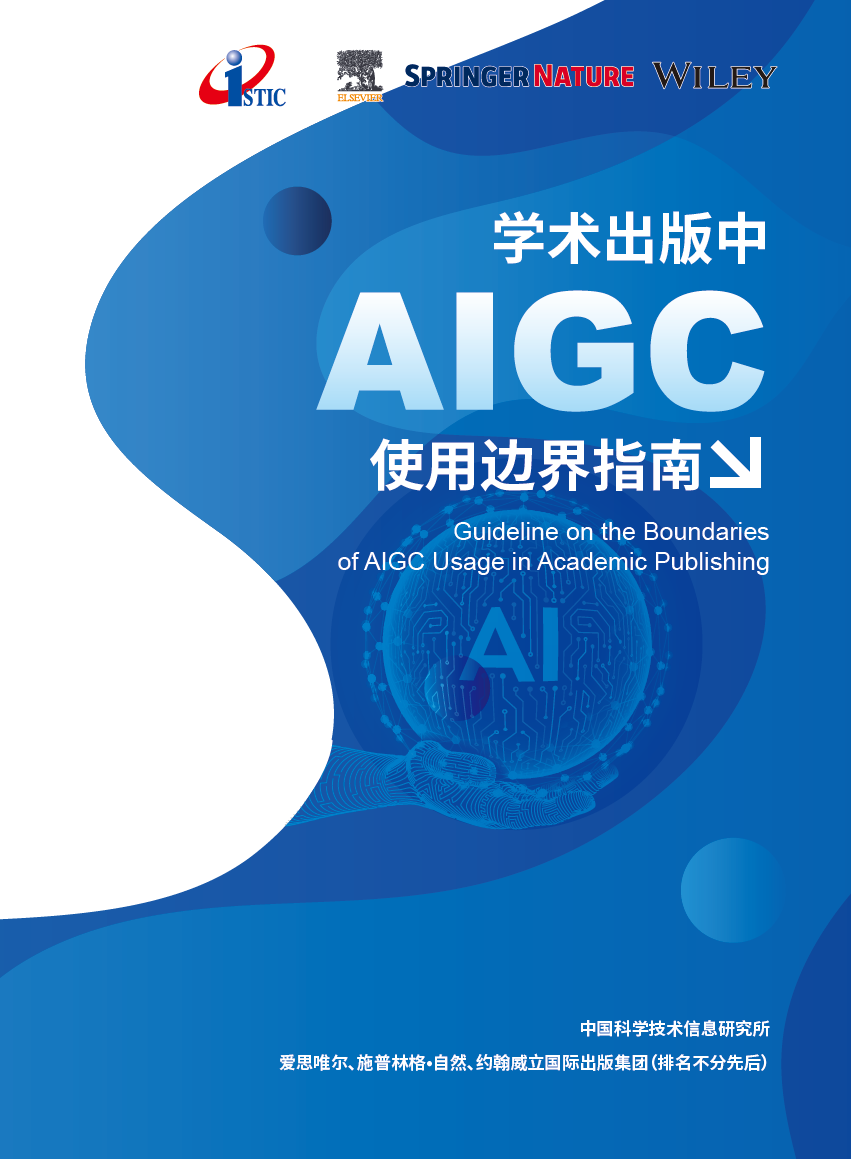 iSTIC
ELSEVIER
SPRINGER NATURE
WILEY
学术出版中
AIGC
使用边界指南
Guideline on the Boundaries
of AIGC Usage in Academic Publishing
AI
中国科学技术信息研究所
爱思唯尔、施普林格•自然、约翰威立国际出版集团（排名不分先后）